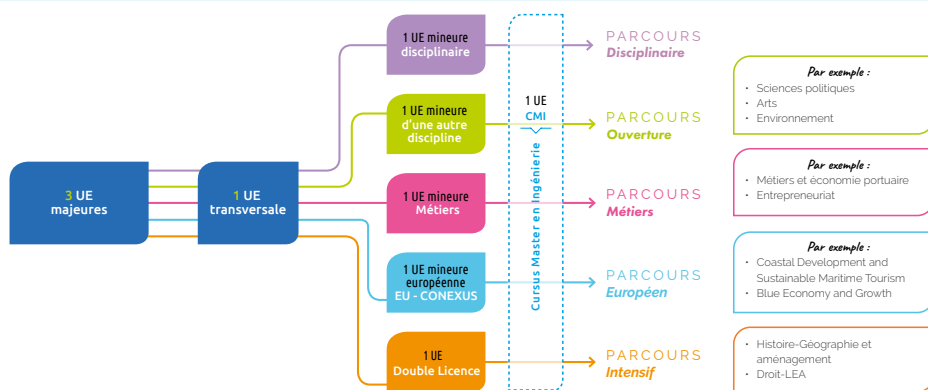 3 UE
majeures
1 UE
transversale
1 UE mineure
disciplinaire
1 UE mineure
d'une autre
discipline
1 UE mineure
Métiers
1 UE mineure
européenne
EU - CONEXUS
1 UE
Double Licence
1 UE
CMI
Cursus Master en Ingénierie
PARCOURS
Disciplinaire
PARCOURS
Ouverture
PARCOURS
Métiers
PARCOURS
Européen
PARCOURS
Intensif
Par exemple :
• Sciences politiques
• Arts
• Environnement
Par exemple :
• Métiers et économie portuaire
• Entrepreneuriat
Par exemple :
• Coastal Development and
Sustainable Maritime Tourism
• Blue Economy and Growth
• Histoire-Géographie et
aménagement
• Droit-LEA